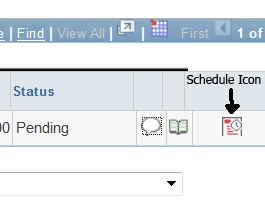 | Find | View All | | First 1 of
Status
Schedule Icon
00 Pending